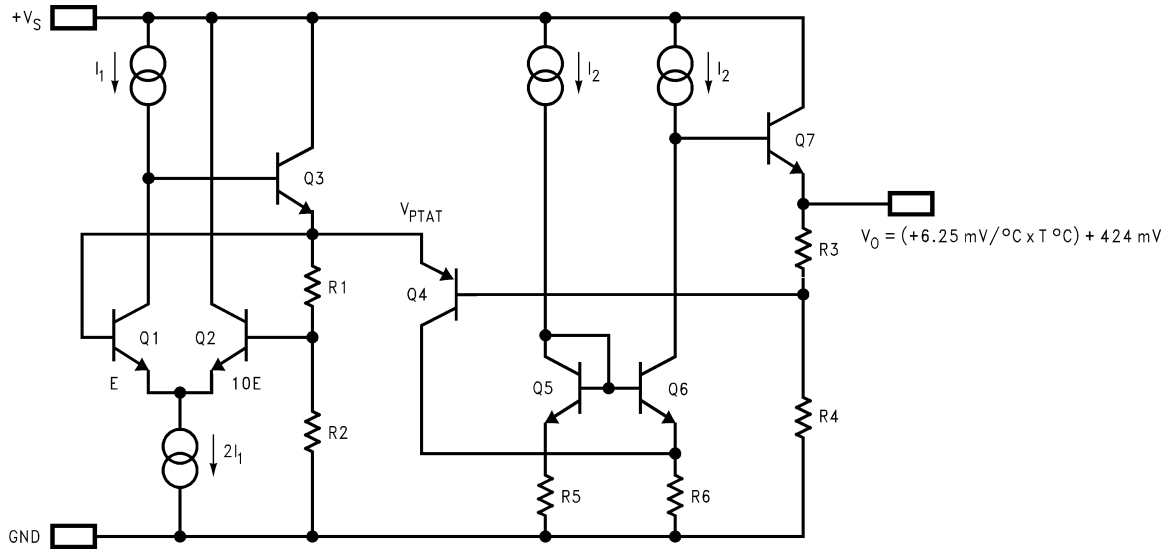 +VS
I1
I2
I2
Q7
Q3
VPTAT
VO = (+6.25 mV/°C x T °C) + 424 mV
R3
R1
Q4
Q1
Q2
E
10E
Q5
Q6
R4
R2
2I1
R5
R6
GND